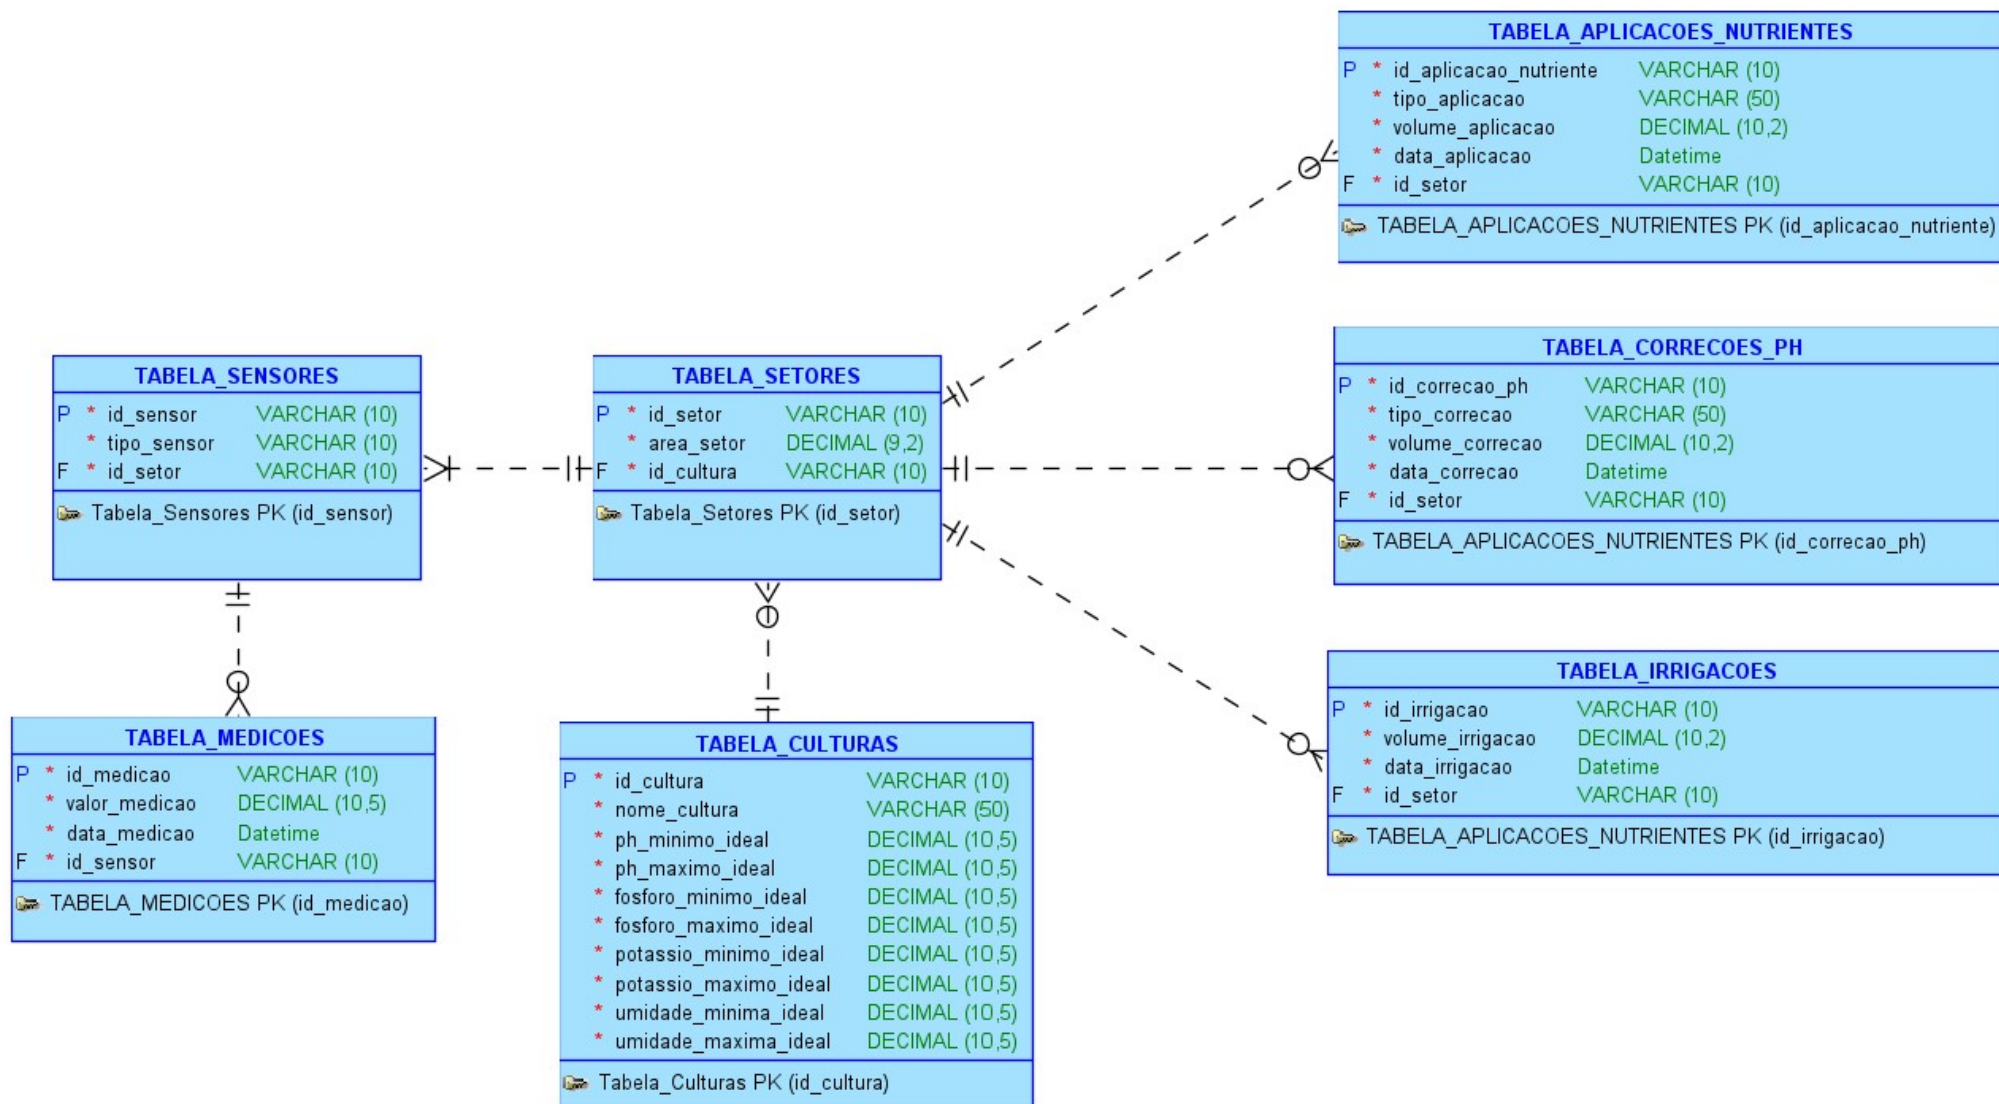 TABELA_APLICACOES_NUTRIENTES
P * id_aplicacao_nutriente VARCHAR (10)
* tipo_aplicacao VARCHAR (50)
* volume_aplicacao DECIMAL (10,2)
* data_aplicacao Datetime
F * id_setor VARCHAR (10)
TABELA_APLICACOES_NUTRIENTES PK (id_aplicacao_nutriente)
TABELA_SENSORES
P * id_sensor VARCHAR (10)
* tipo_sensor VARCHAR (10)
F * id_setor VARCHAR (10)
Tabela_Sensores PK (id_sensor)
TABELA_SETORES
P * id_setor VARCHAR (10)
* area_setor DECIMAL (9,2)
F * id_cultura VARCHAR (10)
Tabela_Setores PK (id_setor)
TABELA_CORRECOES_PH
P * id_correcao_ph VARCHAR (10)
* tipo_correcao VARCHAR (50)
* volume_correcao DECIMAL (10,2)
* data_correcao Datetime
F * id_setor VARCHAR (10)
TABELA_APLICACOES_NUTRIENTES PK (id_correcao_ph)
TABELA_MEDICOES
P * id_medicao VARCHAR (10)
* valor_medicao DECIMAL (10,5)
* data_medicao Datetime
F * id_sensor VARCHAR (10)
TABELA_MEDICOES PK (id_medicao)
TABELA_CULTURAS
P * id_cultura VARCHAR (10)
* nome_cultura VARCHAR (50)
* ph_minimo_ideal DECIMAL (10,5)
* ph_maximo_ideal DECIMAL (10,5)
* fosforo_minimo_ideal DECIMAL (10,5)
* fosforo_maximo_ideal DECIMAL (10,5)
* potassio_minimo_ideal DECIMAL (10,5)
* potassio_maximo_ideal DECIMAL (10,5)
* umidade_minima_ideal DECIMAL (10,5)
* umidade_maxima_ideal DECIMAL (10,5)
Tabela_Culturas PK (id_cultura)
TABELA_IRRIGACOES
P * id_irrigacao VARCHAR (10)
* volume_irrigacao DECIMAL (10,2)
* data_irrigacao Datetime
F * id_setor VARCHAR (10)
TABELA_APLICACOES_NUTRIENTES PK (id_irrigacao)